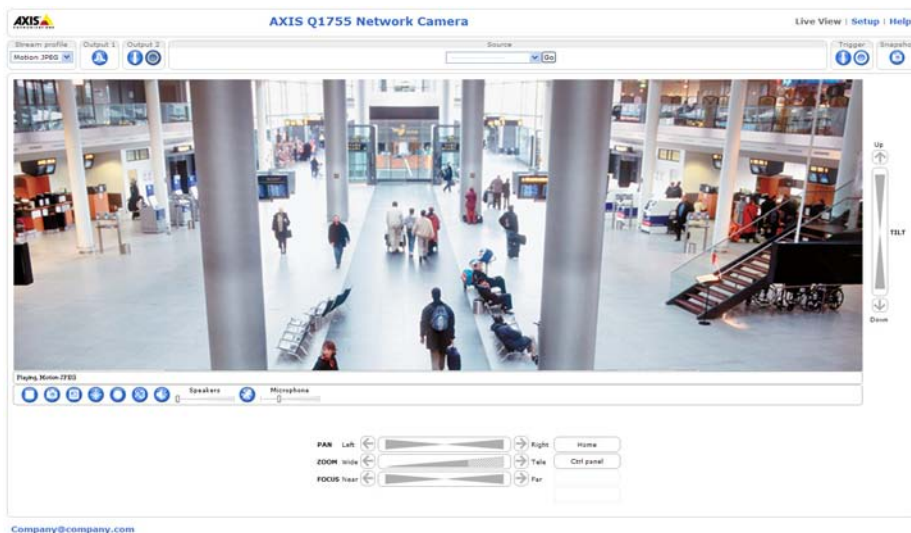 AXIS
AXIS Q1755 Network Camera
Live View | Setup | Help
Stream profile
Output 1
Output 2
Source
Trigger
Snapshot
Motion JPEG
Go
Up
TILT
Down
Playing, Motion JPEG
Speakers
Microphone
PAN Left
Right
Home
ZOOM Wide
Tele
Ctrl panel
FOCUS Near
Far
Company@company.com